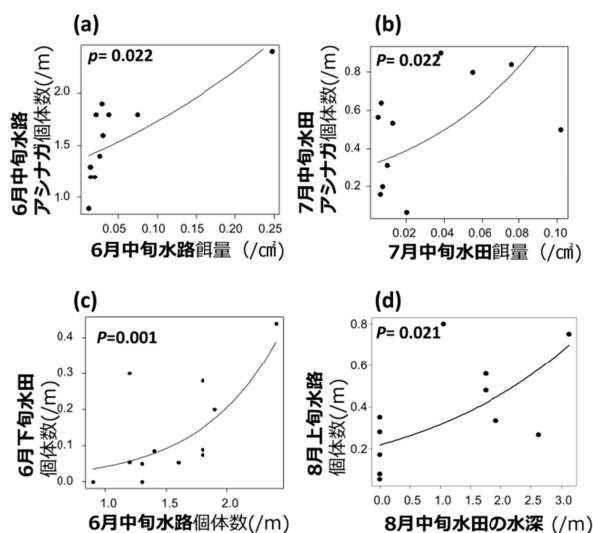 (a)
p= 0.022
2.0
1.5
1.0
0.05 0.10 0.15 0.20 0.25
6月中旬水路
アシナガ個体数(/m)
6月中旬水路餌量（/㎠）
(b)
P= 0.022
0.8
0.6
0.4
0.2
0.02 0.04 0.06 0.08 0.10
7月中旬水田
アシナガ個体数(/m)
7月中旬水田餌量（/㎠）
(c)
P=0.001
0.4
0.3
0.2
0.1
0.0
1.0 1.5 2.0
6月下旬水田
個体数(/m)
6月中旬水路個体数(/m)
(d)
P= 0.021
0.8
0.6
0.4
0.2
0.0 0.5 1.0 1.5 2.0 2.5 3.0
8月上旬水路
個体数(/m)
8月中旬水田の水深（/m)